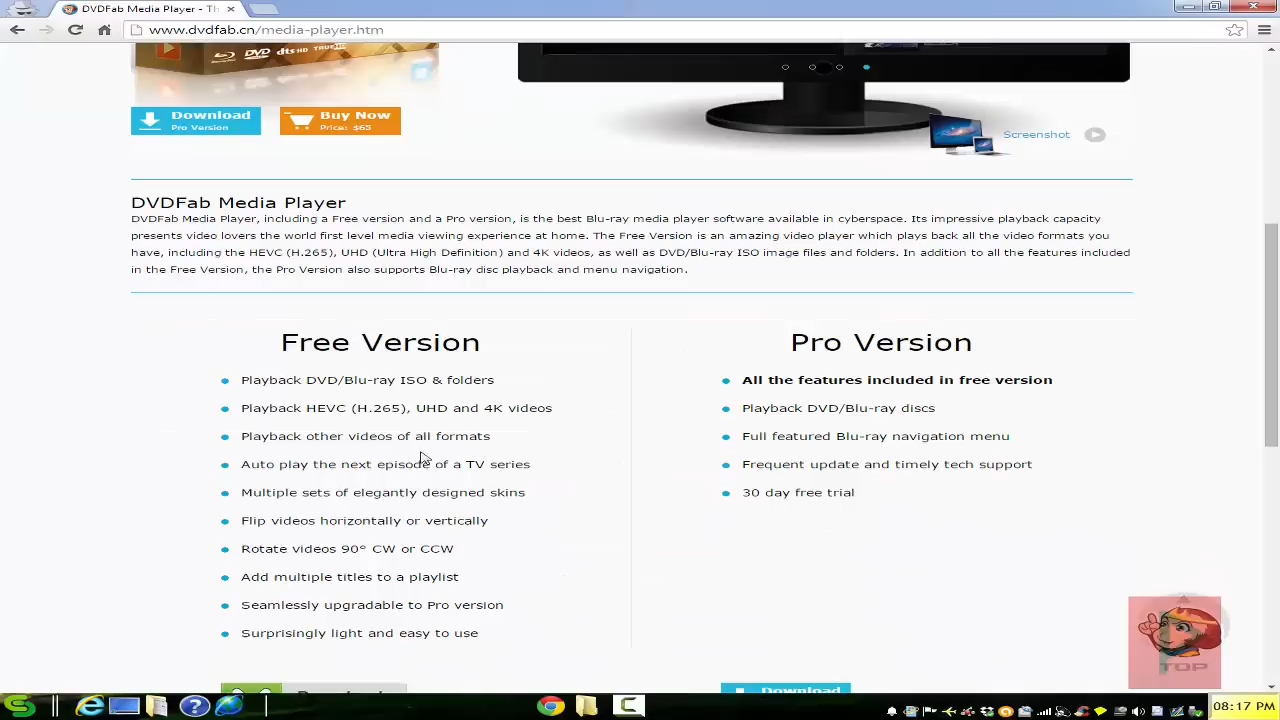 DVDFab Media Player - Th
www.dvdfab.cn/media-player.htm
DVD dts HD TRUE
Download
Pro Version
Buy Now
Price: $65
Screenshot
DVDFab Media Player
DVDFab Media Player, including a Free version and a Pro version, is the best Blu-ray media player software available in cyberspace. Its impressive playback capacity
presents video lovers the world first level media viewing experience at home. The Free Version is an amazing video player which plays back all the video formats you
have, including the HEVC (H.265), UHD (Ultra High Definition) and 4K videos, as well as DVD/Blu-ray ISO image files and folders. In addition to all the features included
in the Free Version, the Pro Version also supports Blu-ray disc playback and menu navigation.
Free Version
Playback DVD/Blu-ray ISO & folders
Playback HEVC (H.265), UHD and 4K videos
Playback other videos of all formats
Auto play the next episode of a TV series
Multiple sets of elegantly designed skins
Flip videos horizontally or vertically
Rotate videos 90° CW or CCW
Add multiple titles to a playlist
Seamlessly upgradable to Pro version
Surprisingly light and easy to use
Pro Version
All the features included in free version
Playback DVD/Blu-ray discs
Full featured Blu-ray navigation menu
Frequent update and timely tech support
30 day free trial
TOP
Download
Download
08:17 PM